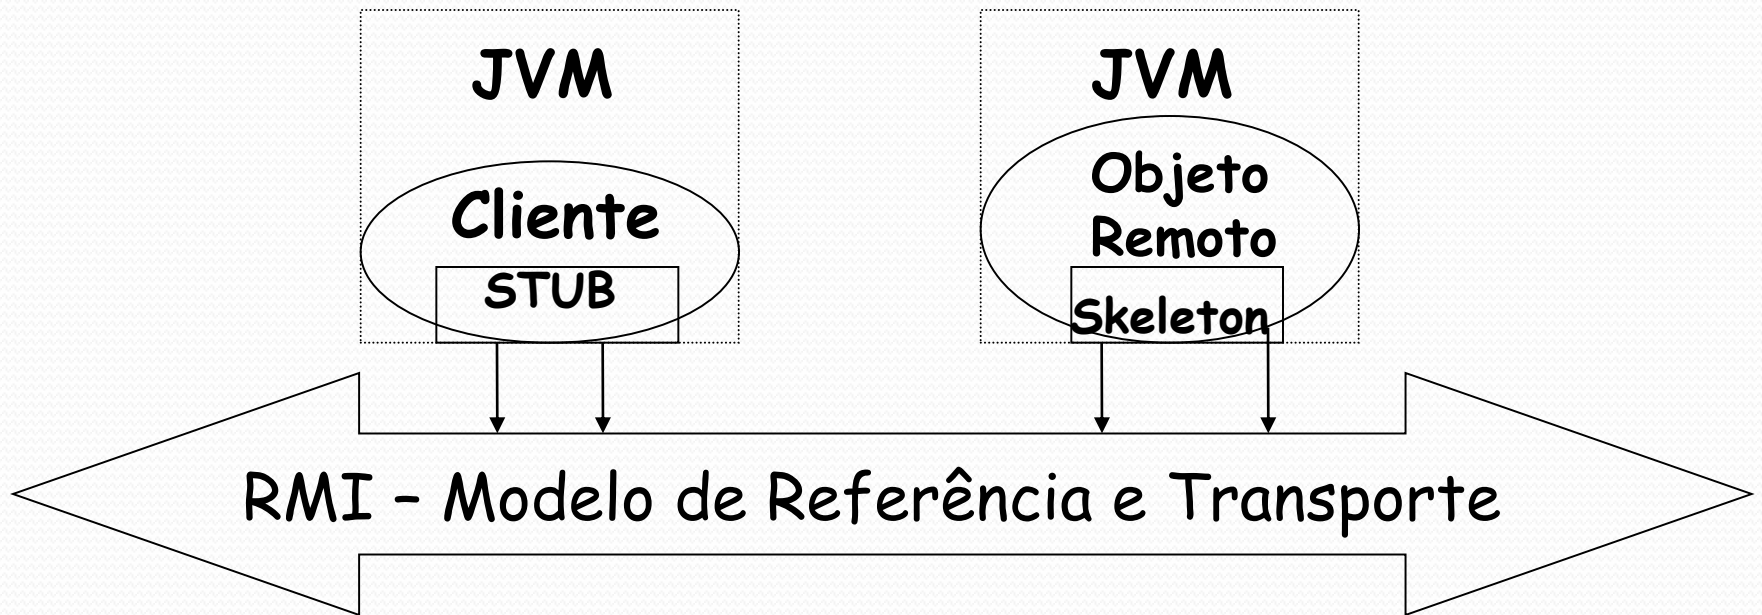 JVM
Cliente
STUB
JVM
Objeto
Remoto
Skeleton
RMI – Modelo de Referência e Transporte